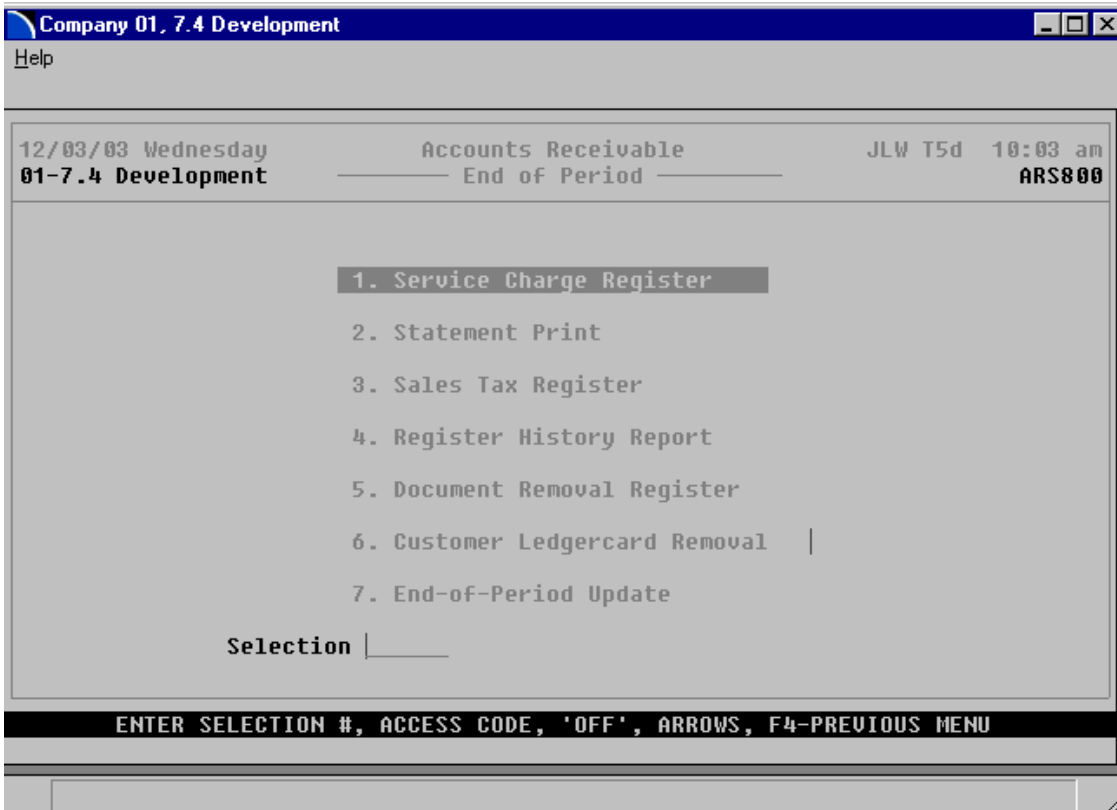 Company 01, 7.4 Development
Help
12/03/03 Wednesday Accounts Receivable JLW T5d 10:03 am
01-7.4 Development End of Period ARS800
1. Service Charge Register
2. Statement Print
3. Sales Tax Register
4. Register History Report
5. Document Removal Register
6. Customer Ledgercard Removal
7. End-of-Period Update
Selection
ENTER SELECTION #, ACCESS CODE, 'OFF', ARROWS, F4-PREVIOUS MENU